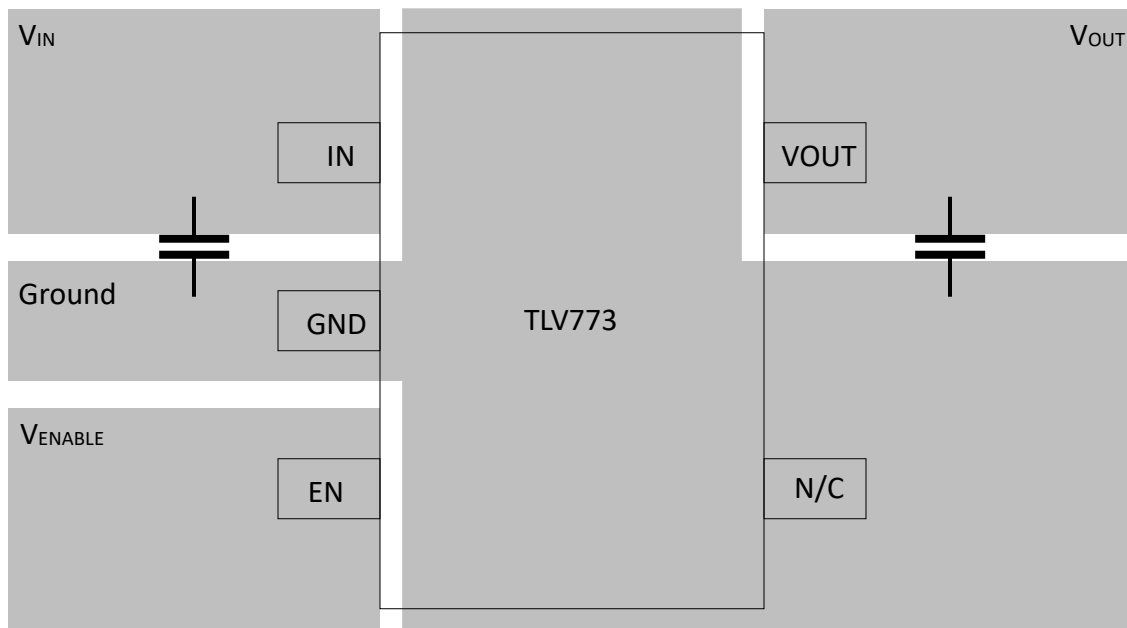 VIN
VOUT
IN
VOUT
Ground
GND
TLV773
VENABLE
EN
N/C